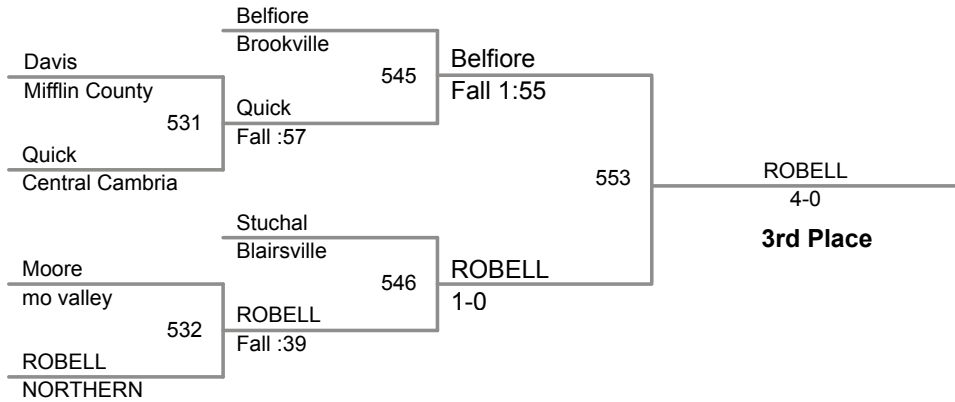 Belfiore
Brookville
Davis
Mifflin County
531
Quick
Central Cambria
Quick
Fall :57
545
Belfiore
Fall 1:55
553
ROBELL
4-0
3rd Place
Stuchal
Blairsville
Moore
mo valley
532
ROBELL
NORTHERN
ROBELL
Fall :39
546
ROBELL
1-0